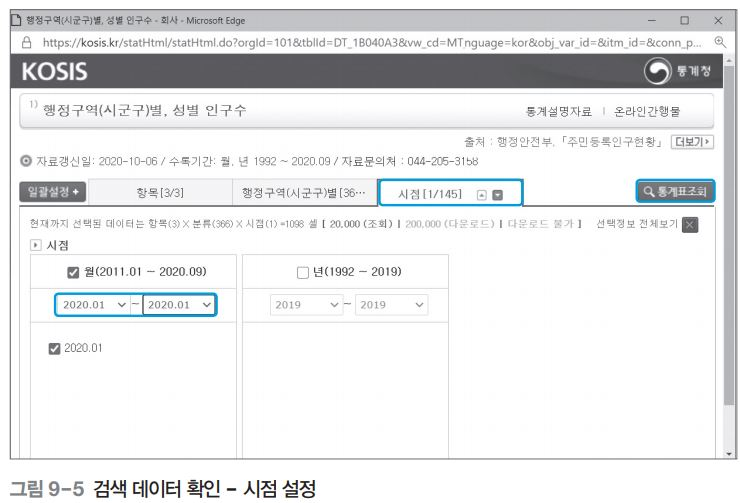 행정구역(시군구)별, 성별 인구수 - 회사 - Microsoft Edge
https://kosis.kr/statHtml/statHtml.do?orgId=101&tblId=DT_1B040A3&vw_cd=MTnguage=kor&obj_var_id=&itm_id=&conn_p...
KOSIS 통계청
1) 행정구역(시군구)별, 성별 인구수 통계설명자료 | 온라인간행물
출처 : 행정안전부, 「주민등록인구현황」 더보기
자료갱신일: 2020-10-06 / 수록기간: 월, 년 1992 ~ 2020.09 / 자료문의처 : 044-205-3158
일괄설정 + 항목[3/3] 행정구역(시군구)별[36… 시점[1/145] 통계표조회
현재까지 선택된 데이터는 항목(3) X 분류(366) X 시점(1) =1098 셀 [ 20,000 (조회) | 200,000 (다운로드) | 다운로드 불가 ] 선택정보 전체보기
시점
월(2011.01 ~ 2020.09) 년(1992 ~ 2019)
2020.01 ~ 2020.01 2019 ~ 2019
2020.01
그림 9-5 검색 데이터 확인 - 시점 설정